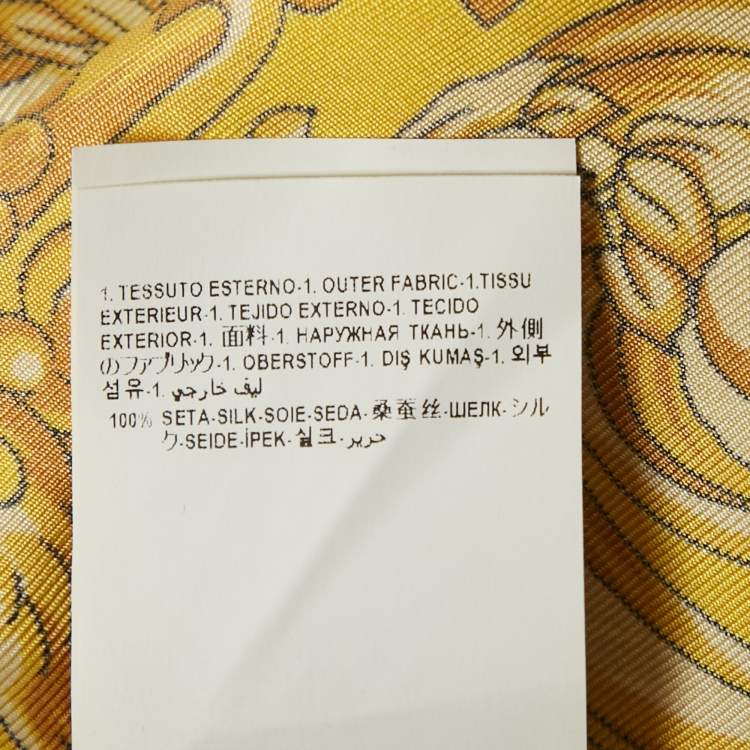 1. TESSUTO ESTERNO-1. OUTER FABRIC-1.TISSU
EXTERIEUR-1. TEJIDO EXTERNO-1. TECIDO
EXTERIOR-1. 面料-1. НАРУЖНАЯ ТКАНЬ-1. 外側
のファブリック-1. OBERSTOFF-1. DIŞ KUMAŞ-1. 외부
섬유-1. ليف خارجي
100% SETA-SILK-SOIE-SEDA-桑蚕丝-ШЕЛК-シル
ク-SEIDE-İPEK-실크-حرير